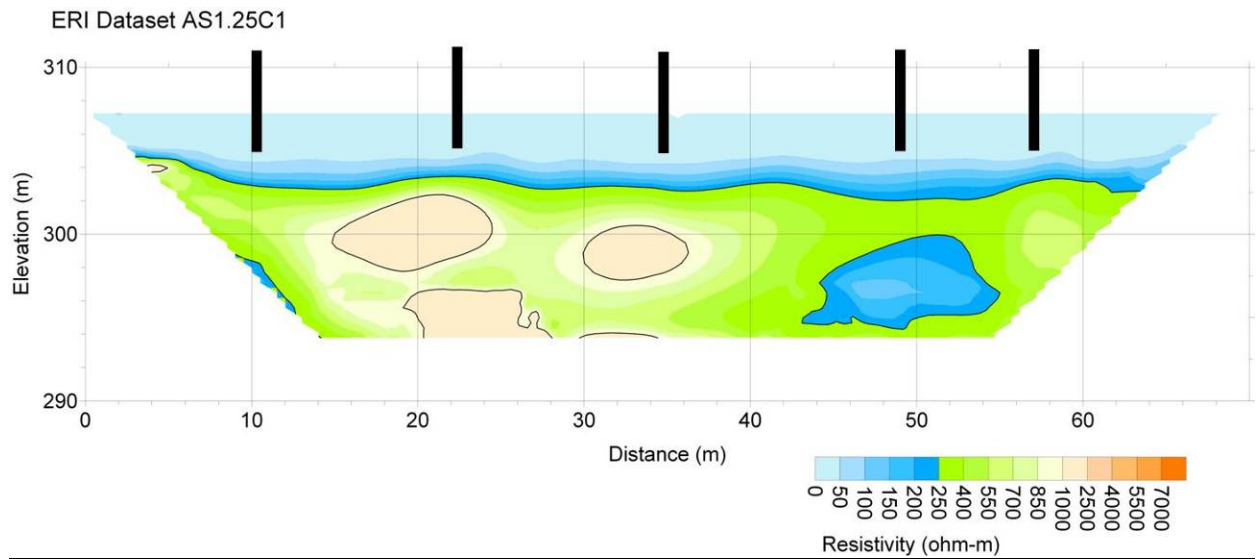 ERI Dataset AS1.25C1
310
300
290
Elevation (m)
0 10 20 30 40 50 60
Distance (m)
0 50 100 150 200 250 400 550 700 850 1000 2500 4000 5500 7000
Resistivity (ohm-m)